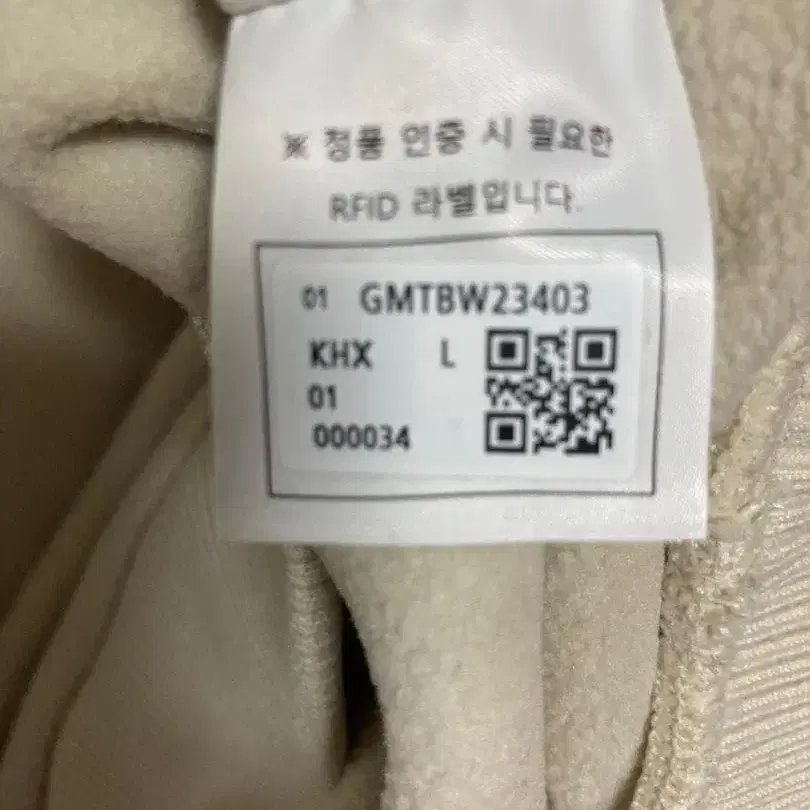 ※ 정품 인증 시 필요한
RFID 라벨입니다.
01 GMTBW23403
KHX L
01
000034